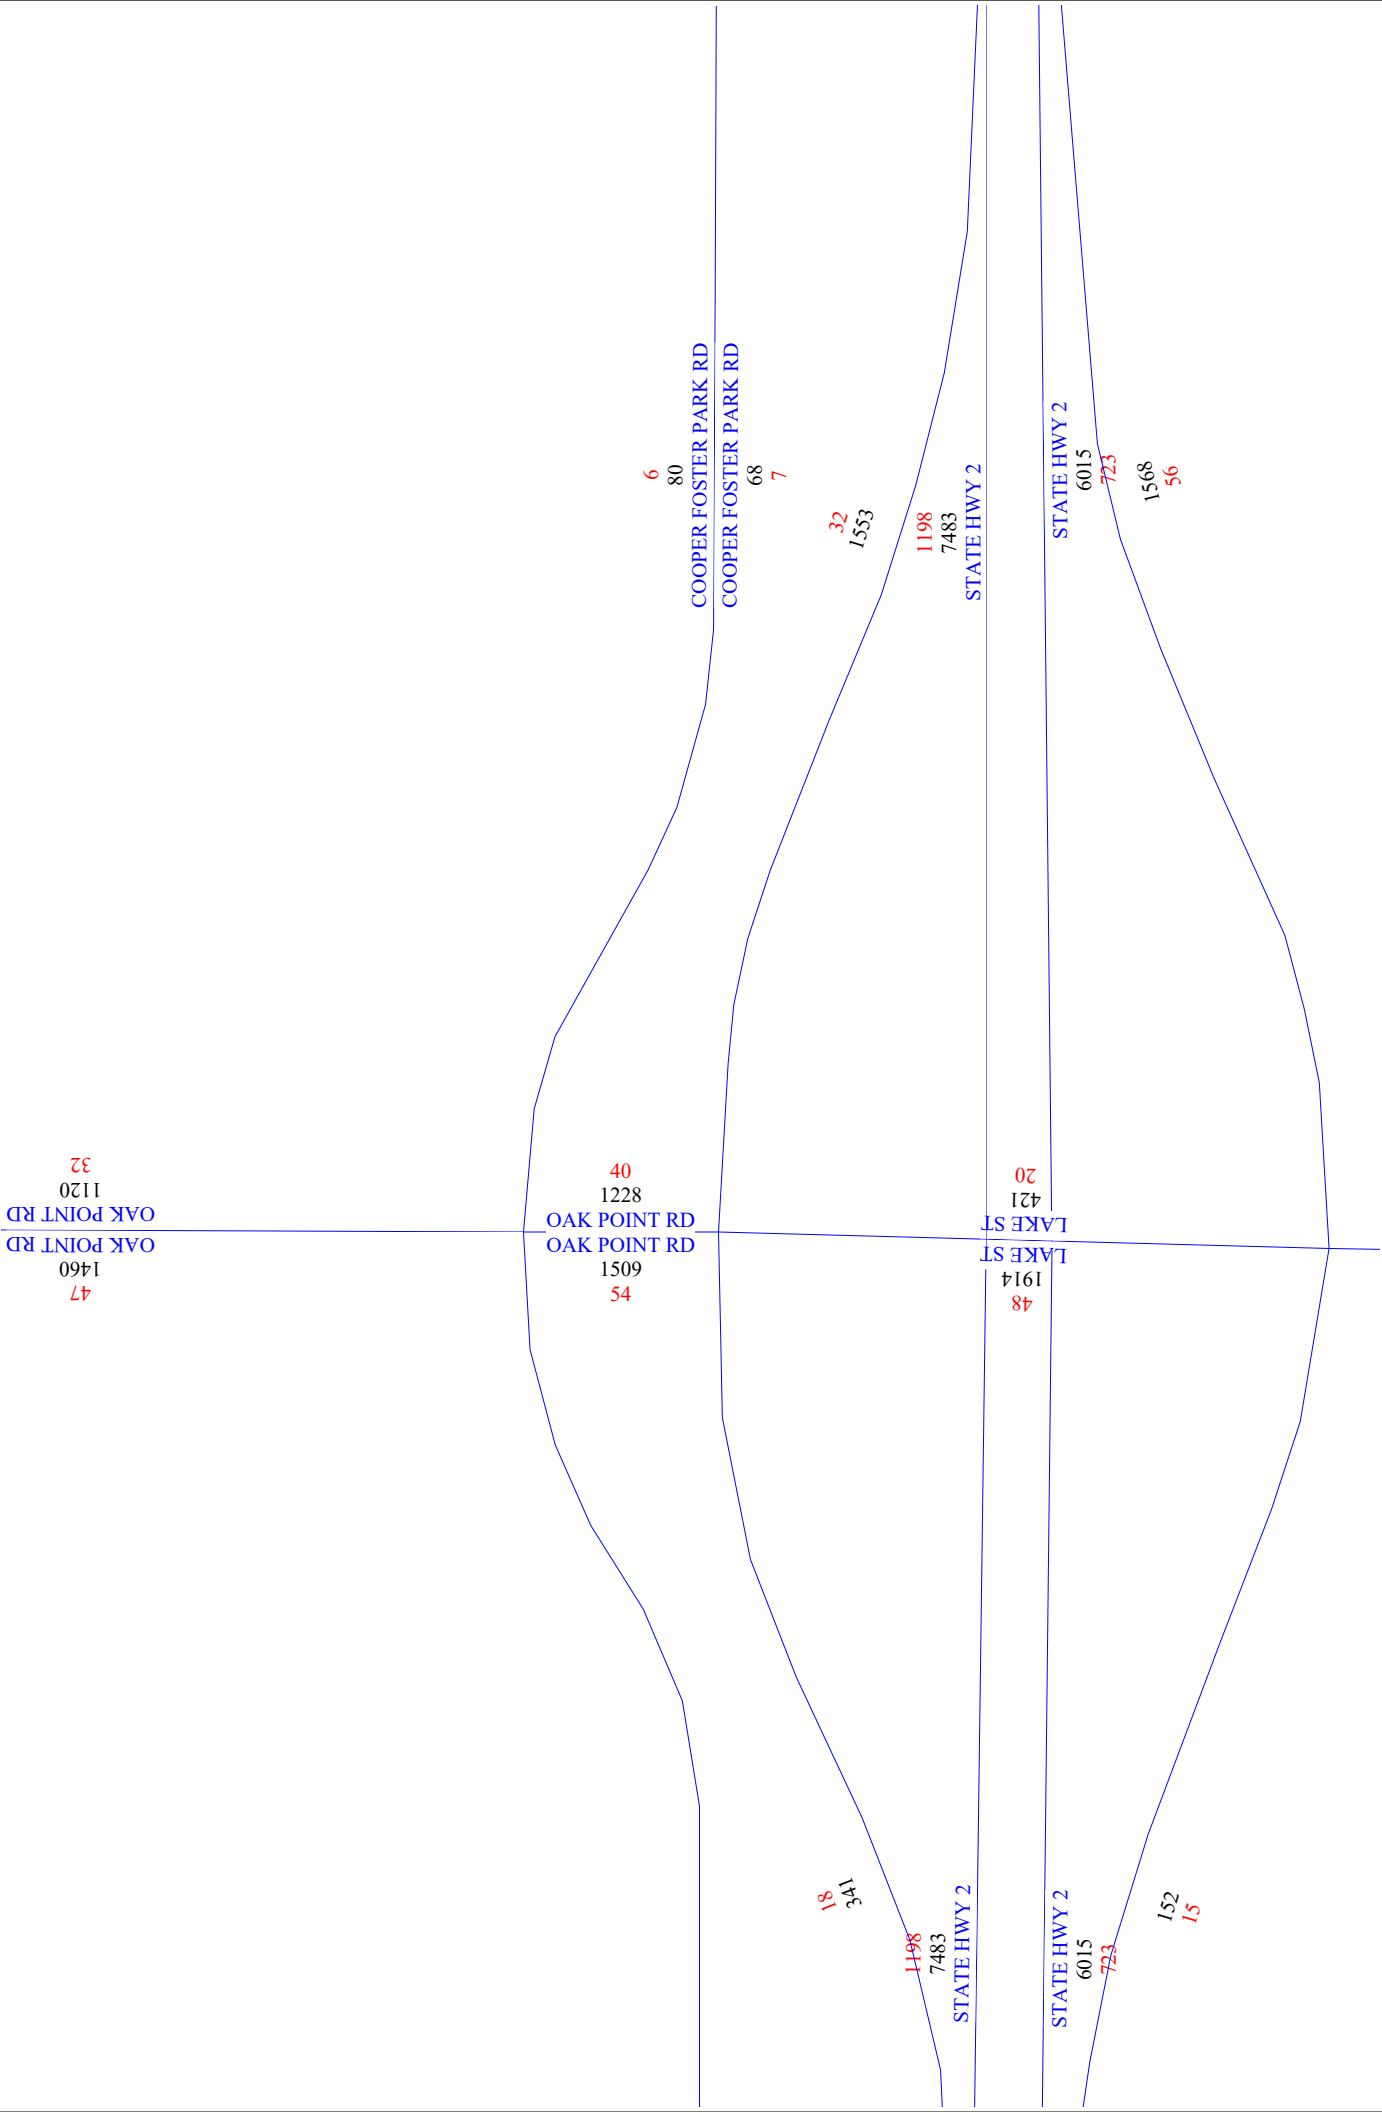 COOPER FOSTER PARK RD
COOPER FOSTER PARK RD
6
80
68
7
STATE HWY 2
6015
723
1568
56
32
1553
1198
7483
STATE HWY 2
32
1120
OAK POINT RD
OAK POINT RD
1460
47
40
1228
OAK POINT RD
OAK POINT RD
1509
54
20
421
LAKE ST
LAKE ST
1914
48
18
341
1198
7483
STATE HWY 2
STATE HWY 2
6015
723
152
15